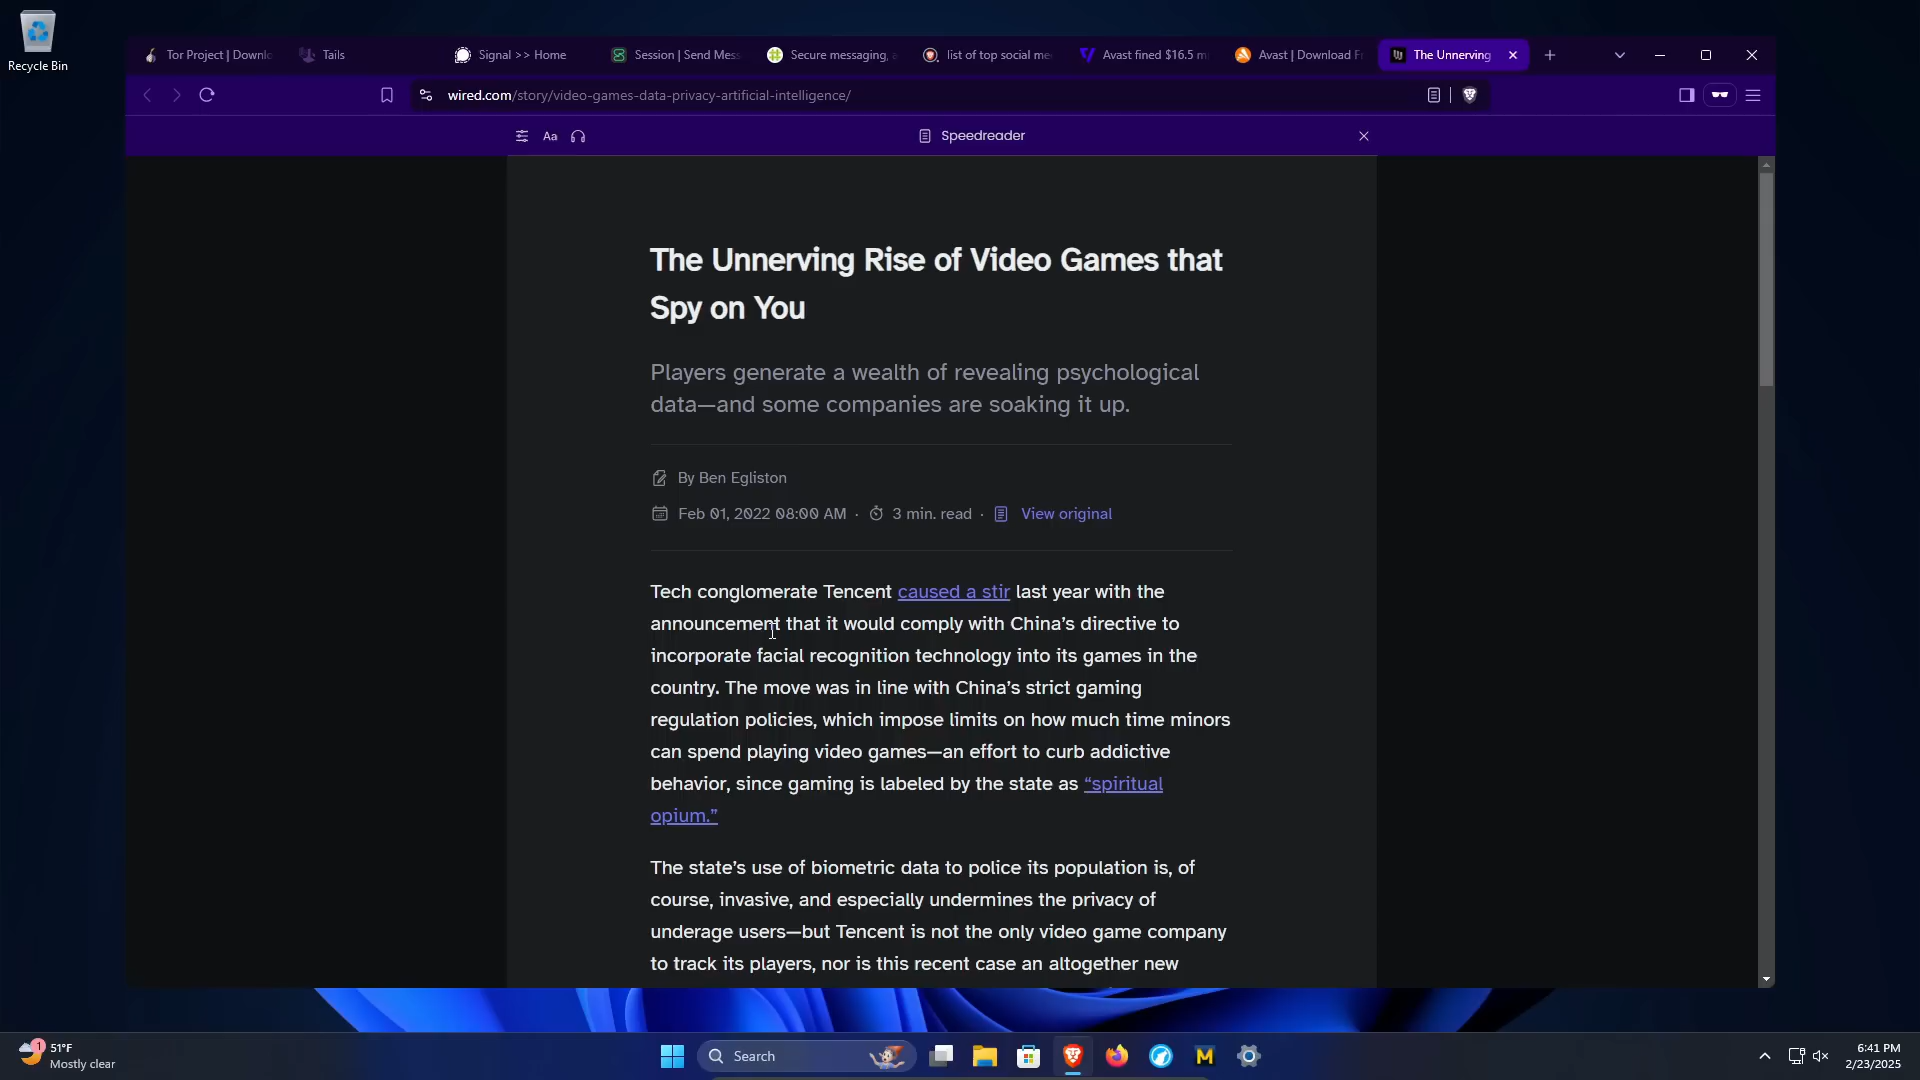 Recycle Bin
Tor Project | Downlo
Tails
Signal >> Home
Session | Send Mess
Secure messaging, a
list of top social me
Avast fined $16.5 m
Avast | Download Fr
The Unnerving
wired.com/story/video-games-data-privacy-artificial-intelligence/
Aa
Speedreader
The Unnerving Rise of Video Games that
Spy on You
Players generate a wealth of revealing psychological
data—and some companies are soaking it up.
By Ben Egliston
Feb 01, 2022 08:00 AM · 3 min. read · View original
Tech conglomerate Tencent caused a stir last year with the
announcement that it would comply with China’s directive to
incorporate facial recognition technology into its games in the
country. The move was in line with China’s strict gaming
regulation policies, which impose limits on how much time minors
can spend playing video games—an effort to curb addictive
behavior, since gaming is labeled by the state as “spiritual
opium.”
The state’s use of biometric data to police its population is, of
course, invasive, and especially undermines the privacy of
underage users—but Tencent is not the only video game company
to track its players, nor is this recent case an altogether new
1
51°F
Mostly clear
Search
M
6:41 PM
2/23/2025